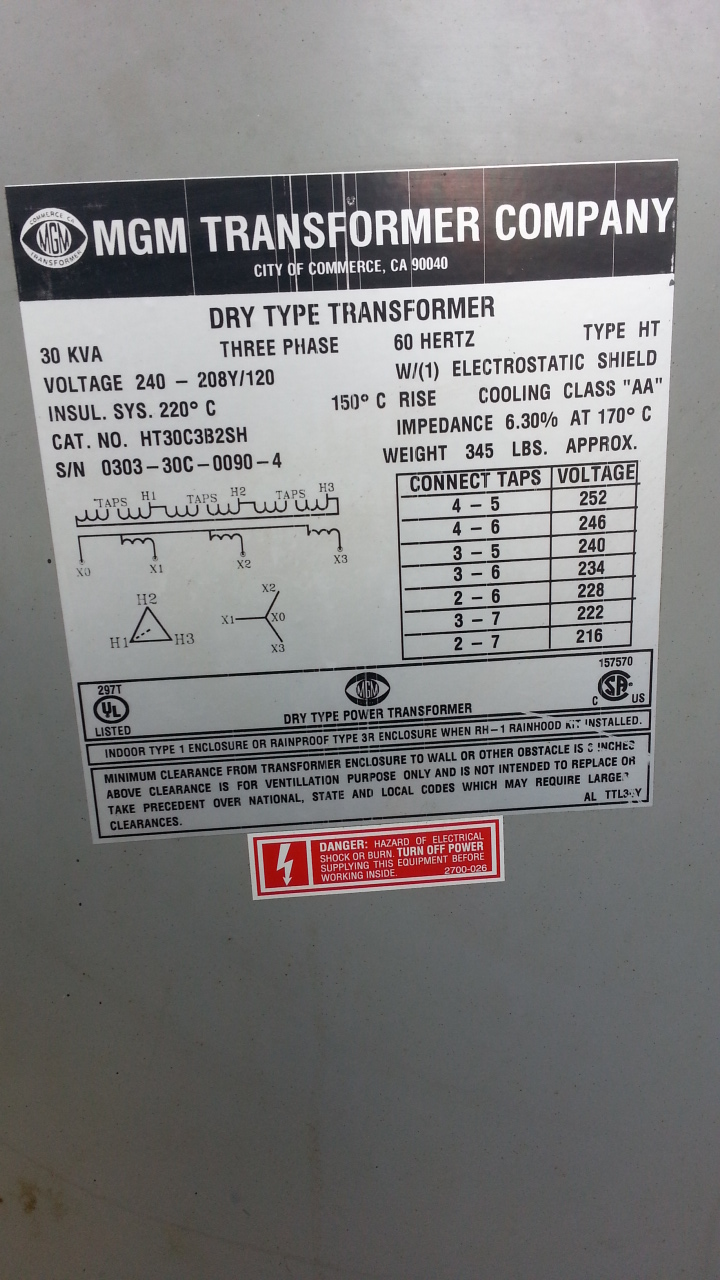 COMMERCE CA
MGM
TRANSFORMER
MGM TRANSFORMER COMPANY
CITY OF COMMERCE, CA 90040
DRY TYPE TRANSFORMER
30 KVA THREE PHASE 60 HERTZ TYPE HT
VOLTAGE 240 – 208Y/120 W/(1) ELECTROSTATIC SHIELD
INSUL. SYS. 220° C 150° C RISE COOLING CLASS "AA"
CAT. NO. HT30C3B2SH IMPEDANCE 6.30% AT 170° C
S/N 0303–30C–0090–4 WEIGHT 345 LBS. APPROX.
TAPS H1 TAPS H2 TAPS H3
X0 X1 X2 X3
H2
H1 H3
X2
X1 X0
X3
CONNECT TAPS VOLTAGE
4 – 5 252
4 – 6 246
3 – 5 240
3 – 6 234
2 – 6 228
3 – 7 222
2 – 7 216
297T
UL
LISTED
MGM
DRY TYPE POWER TRANSFORMER
157570
C SA US
INDOOR TYPE 1 ENCLOSURE OR RAINPROOF TYPE 3R ENCLOSURE WHEN RH–1 RAINHOOD KIT INSTALLED.
MINIMUM CLEARANCE FROM TRANSFORMER ENCLOSURE TO WALL OR OTHER OBSTACLE IS INCHES
ABOVE CLEARANCE IS FOR VENTILLATION PURPOSE ONLY AND IS NOT INTENDED TO REPLACE OR
TAKE PRECEDENT OVER NATIONAL, STATE AND LOCAL CODES WHICH MAY REQUIRE LARGER
CLEARANCES. AL
DANGER: HAZARD OF ELECTRICAL
SHOCK OR BURN. TURN OFF POWER
SUPPLYING THIS EQUIPMENT BEFORE
WORKING INSIDE. 2700-026